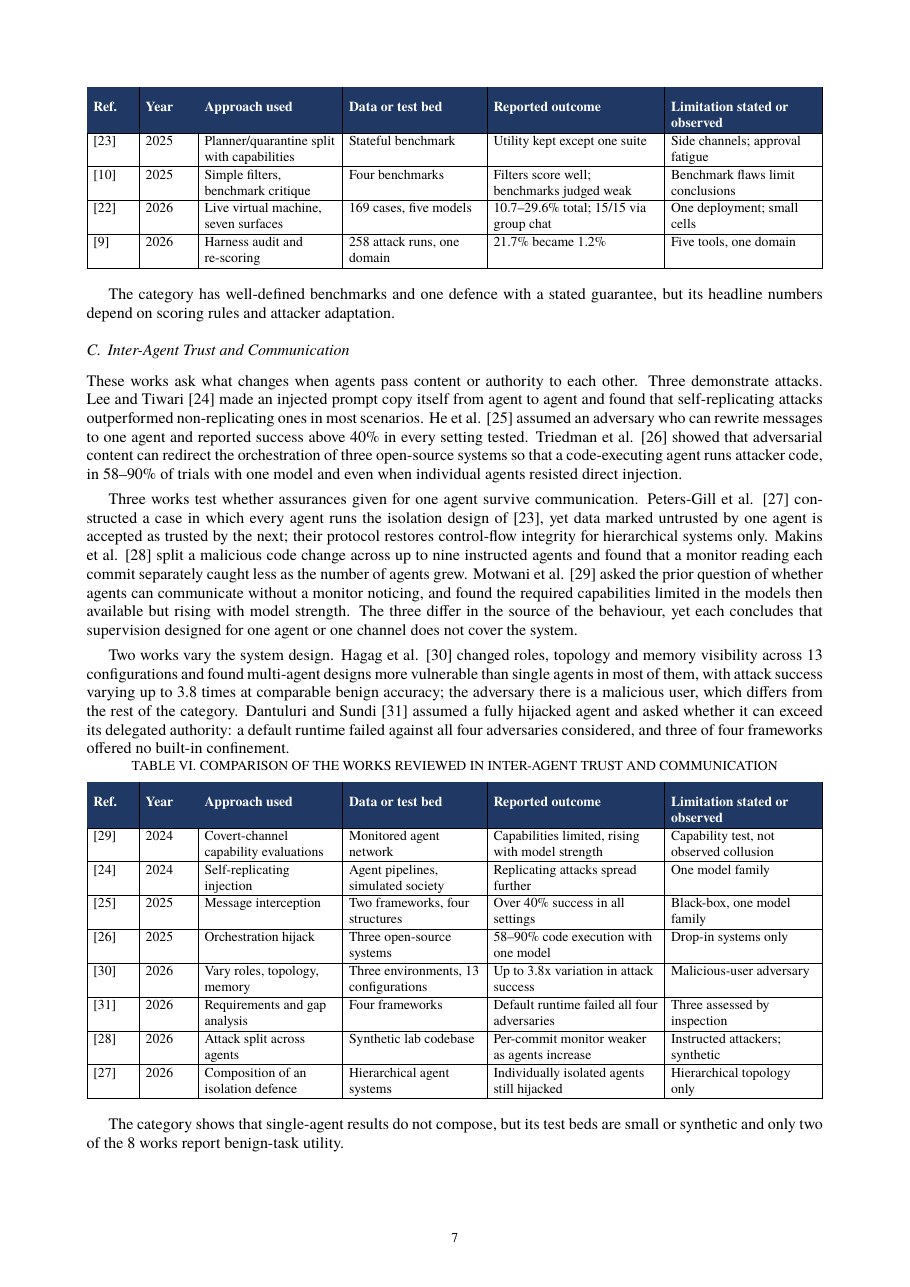 Ref. Year Approach used Data or test bed Reported outcome Limitation stated or
observed
[23] 2025 Planner/quarantine split Stateful benchmark Utility kept except one suite Side channels; approval
with capabilities fatigue
[10] 2025 Simple filters, Four benchmarks Filters score well; Benchmark flaws limit
benchmark critique benchmarks judged weak conclusions
[22] 2026 Live virtual machine, 169 cases, five models 10.7–29.6% total; 15/15 via One deployment; small
seven surfaces group chat cells
[9] 2026 Harness audit and 258 attack runs, one 21.7% became 1.2% Five tools, one domain
re-scoring domain
The category has well-defined benchmarks and one defence with a stated guarantee, but its headline numbers
depend on scoring rules and attacker adaptation.
C. Inter-Agent Trust and Communication
These works ask what changes when agents pass content or authority to each other. Three demonstrate attacks.
Lee and Tiwari [24] made an injected prompt copy itself from agent to agent and found that self-replicating attacks
outperformed non-replicating ones in most scenarios. He et al. [25] assumed an adversary who can rewrite messages
to one agent and reported success above 40% in every setting tested. Triedman et al. [26] showed that adversarial
content can redirect the orchestration of three open-source systems so that a code-executing agent runs attacker code,
in 58–90% of trials with one model and even when individual agents resisted direct injection.
Three works test whether assurances given for one agent survive communication. Peters-Gill et al. [27] con-
structed a case in which every agent runs the isolation design of [23], yet data marked untrusted by one agent is
accepted as trusted by the next; their protocol restores control-flow integrity for hierarchical systems only. Makins
et al. [28] split a malicious code change across up to nine instructed agents and found that a monitor reading each
commit separately caught less as the number of agents grew. Motwani et al. [29] asked the prior question of whether
agents can communicate without a monitor noticing, and found the required capabilities limited in the models then
available but rising with model strength. The three differ in the source of the behaviour, yet each concludes that
supervision designed for one agent or one channel does not cover the system.
Two works vary the system design. Hagag et al. [30] changed roles, topology and memory visibility across 13
configurations and found multi-agent designs more vulnerable than single agents in most of them, with attack success
varying up to 3.8 times at comparable benign accuracy; the adversary there is a malicious user, which differs from
the rest of the category. Dantuluri and Sundi [31] assumed a fully hijacked agent and asked whether it can exceed
its delegated authority: a default runtime failed against all four adversaries considered, and three of four frameworks
offered no built-in confinement.
TABLE VI. COMPARISON OF THE WORKS REVIEWED IN INTER-AGENT TRUST AND COMMUNICATION
Ref. Year Approach used Data or test bed Reported outcome Limitation stated or
observed
[29] 2024 Covert-channel Monitored agent Capabilities limited, rising Capability test, not
capability evaluations network with model strength observed collusion
[24] 2024 Self-replicating Agent pipelines, Replicating attacks spread One model family
injection simulated society further
[25] 2025 Message interception Two frameworks, four Over 40% success in all Black-box, one model
structures settings family
[26] 2025 Orchestration hijack Three open-source 58–90% code execution with Drop-in systems only
systems one model
[30] 2026 Vary roles, topology, Three environments, 13 Up to 3.8x variation in attack Malicious-user adversary
memory configurations success
[31] 2026 Requirements and gap Four frameworks Default runtime failed all four Three assessed by
analysis adversaries inspection
[28] 2026 Attack split across Synthetic lab codebase Per-commit monitor weaker Instructed attackers;
agents as agents increase synthetic
[27] 2026 Composition of an Hierarchical agent Individually isolated agents Hierarchical topology
isolation defence systems still hijacked only
The category shows that single-agent results do not compose, but its test beds are small or synthetic and only two
of the 8 works report benign-task utility.
7